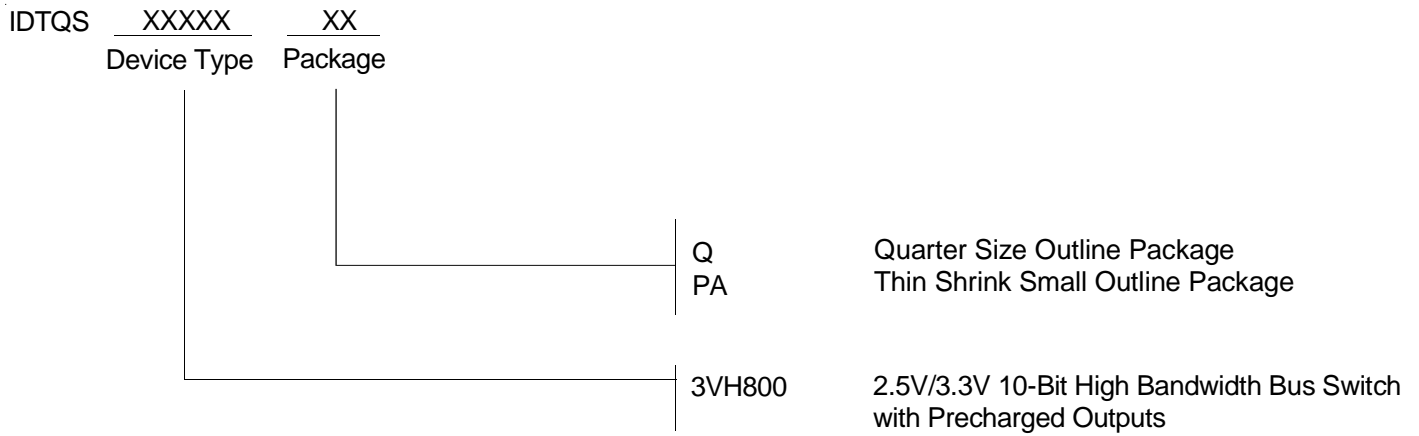 IDTQS XXXXX XX
Device Type Package
Q Quarter Size Outline Package
PA Thin Shrink Small Outline Package
3VH800 2.5V/3.3V 10-Bit High Bandwidth Bus Switch
with Precharged Outputs